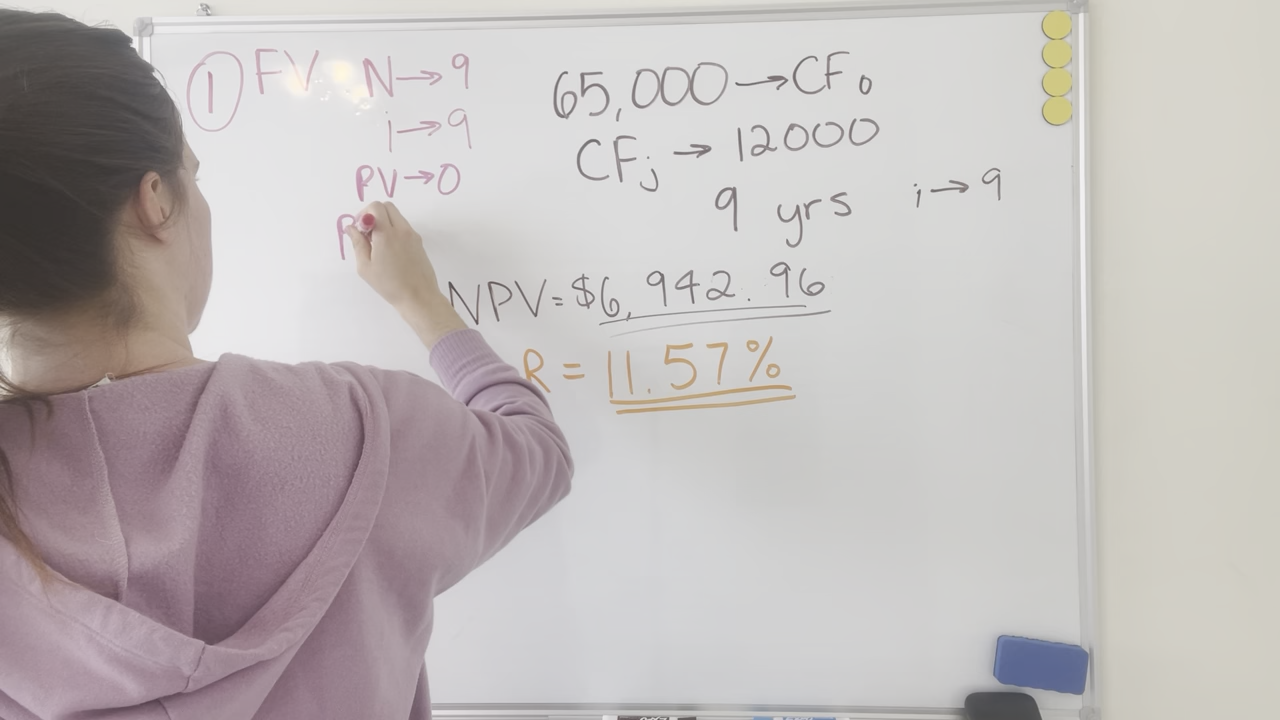 ① FV N→9
i→9
PV→0
P
65,000→CF₀
CFⱼ → 12000
9 yrs i→9
NPV=$6,942.96
R = 11.57%